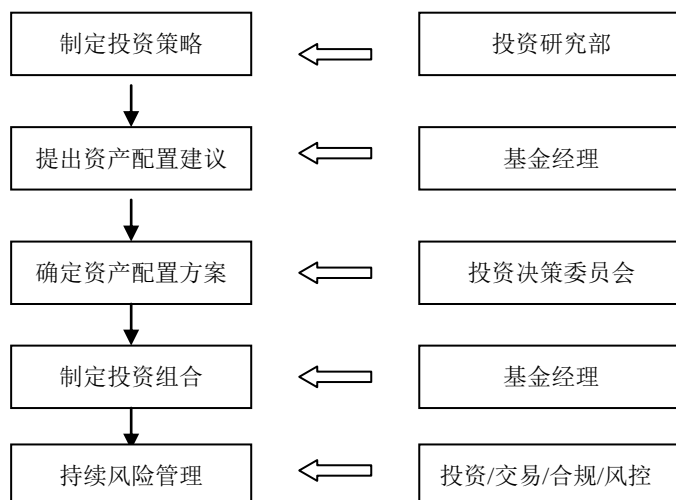 制定投资策略
投资研究部
提出资产配置建议
基金经理
确定资产配置方案
投资决策委员会
制定投资组合
基金经理
持续风险管理
投资/交易/合规/风控